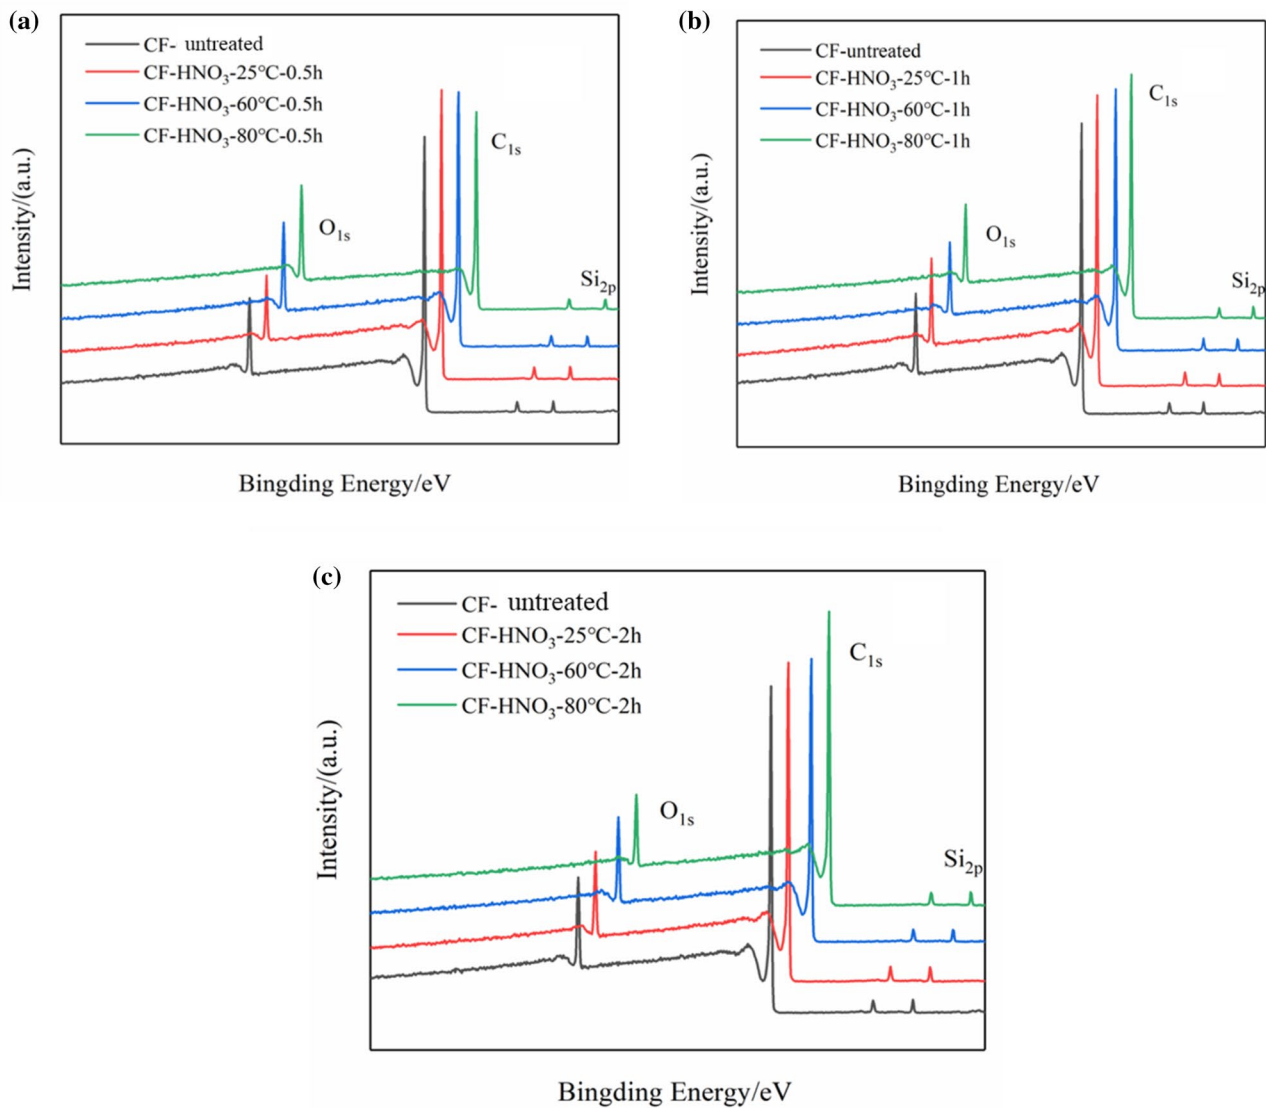 (a)
CF- untreated
CF-HNO₃-25℃-0.5h
CF-HNO₃-60℃-0.5h
CF-HNO₃-80℃-0.5h
C₁ₛ
O₁ₛ
Si₂ₚ
Intensity/(a.u.)
Bingding Energy/eV
(b)
CF-untreated
CF-HNO₃-25℃-1h
CF-HNO₃-60℃-1h
CF-HNO₃-80℃-1h
C₁ₛ
O₁ₛ
Si₂ₚ
Intensity/(a.u.)
Bingding Energy/eV
(c)
CF- untreated
CF-HNO₃-25℃-2h
CF-HNO₃-60℃-2h
CF-HNO₃-80℃-2h
C₁ₛ
O₁ₛ
Si₂ₚ
Intensity/(a.u.)
Bingding Energy/eV